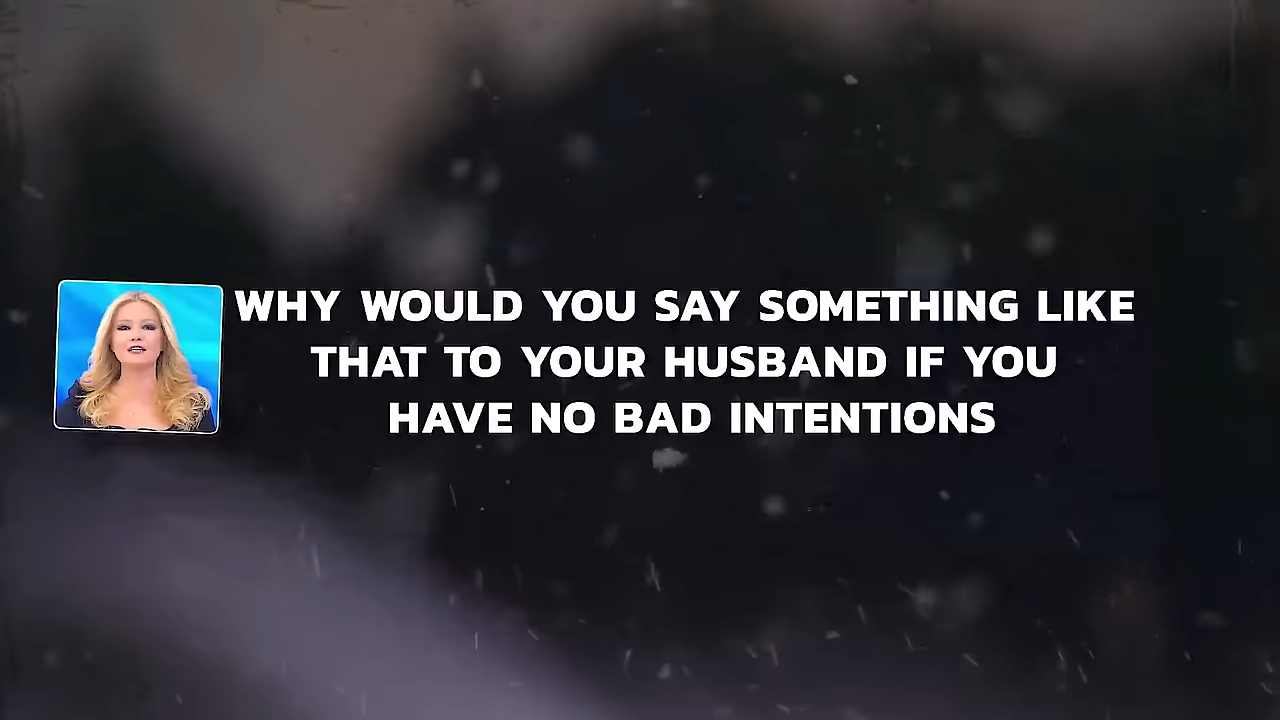 WHY WOULD YOU SAY SOMETHING LIKE
THAT TO YOUR HUSBAND IF YOU
HAVE NO BAD INTENTIONS